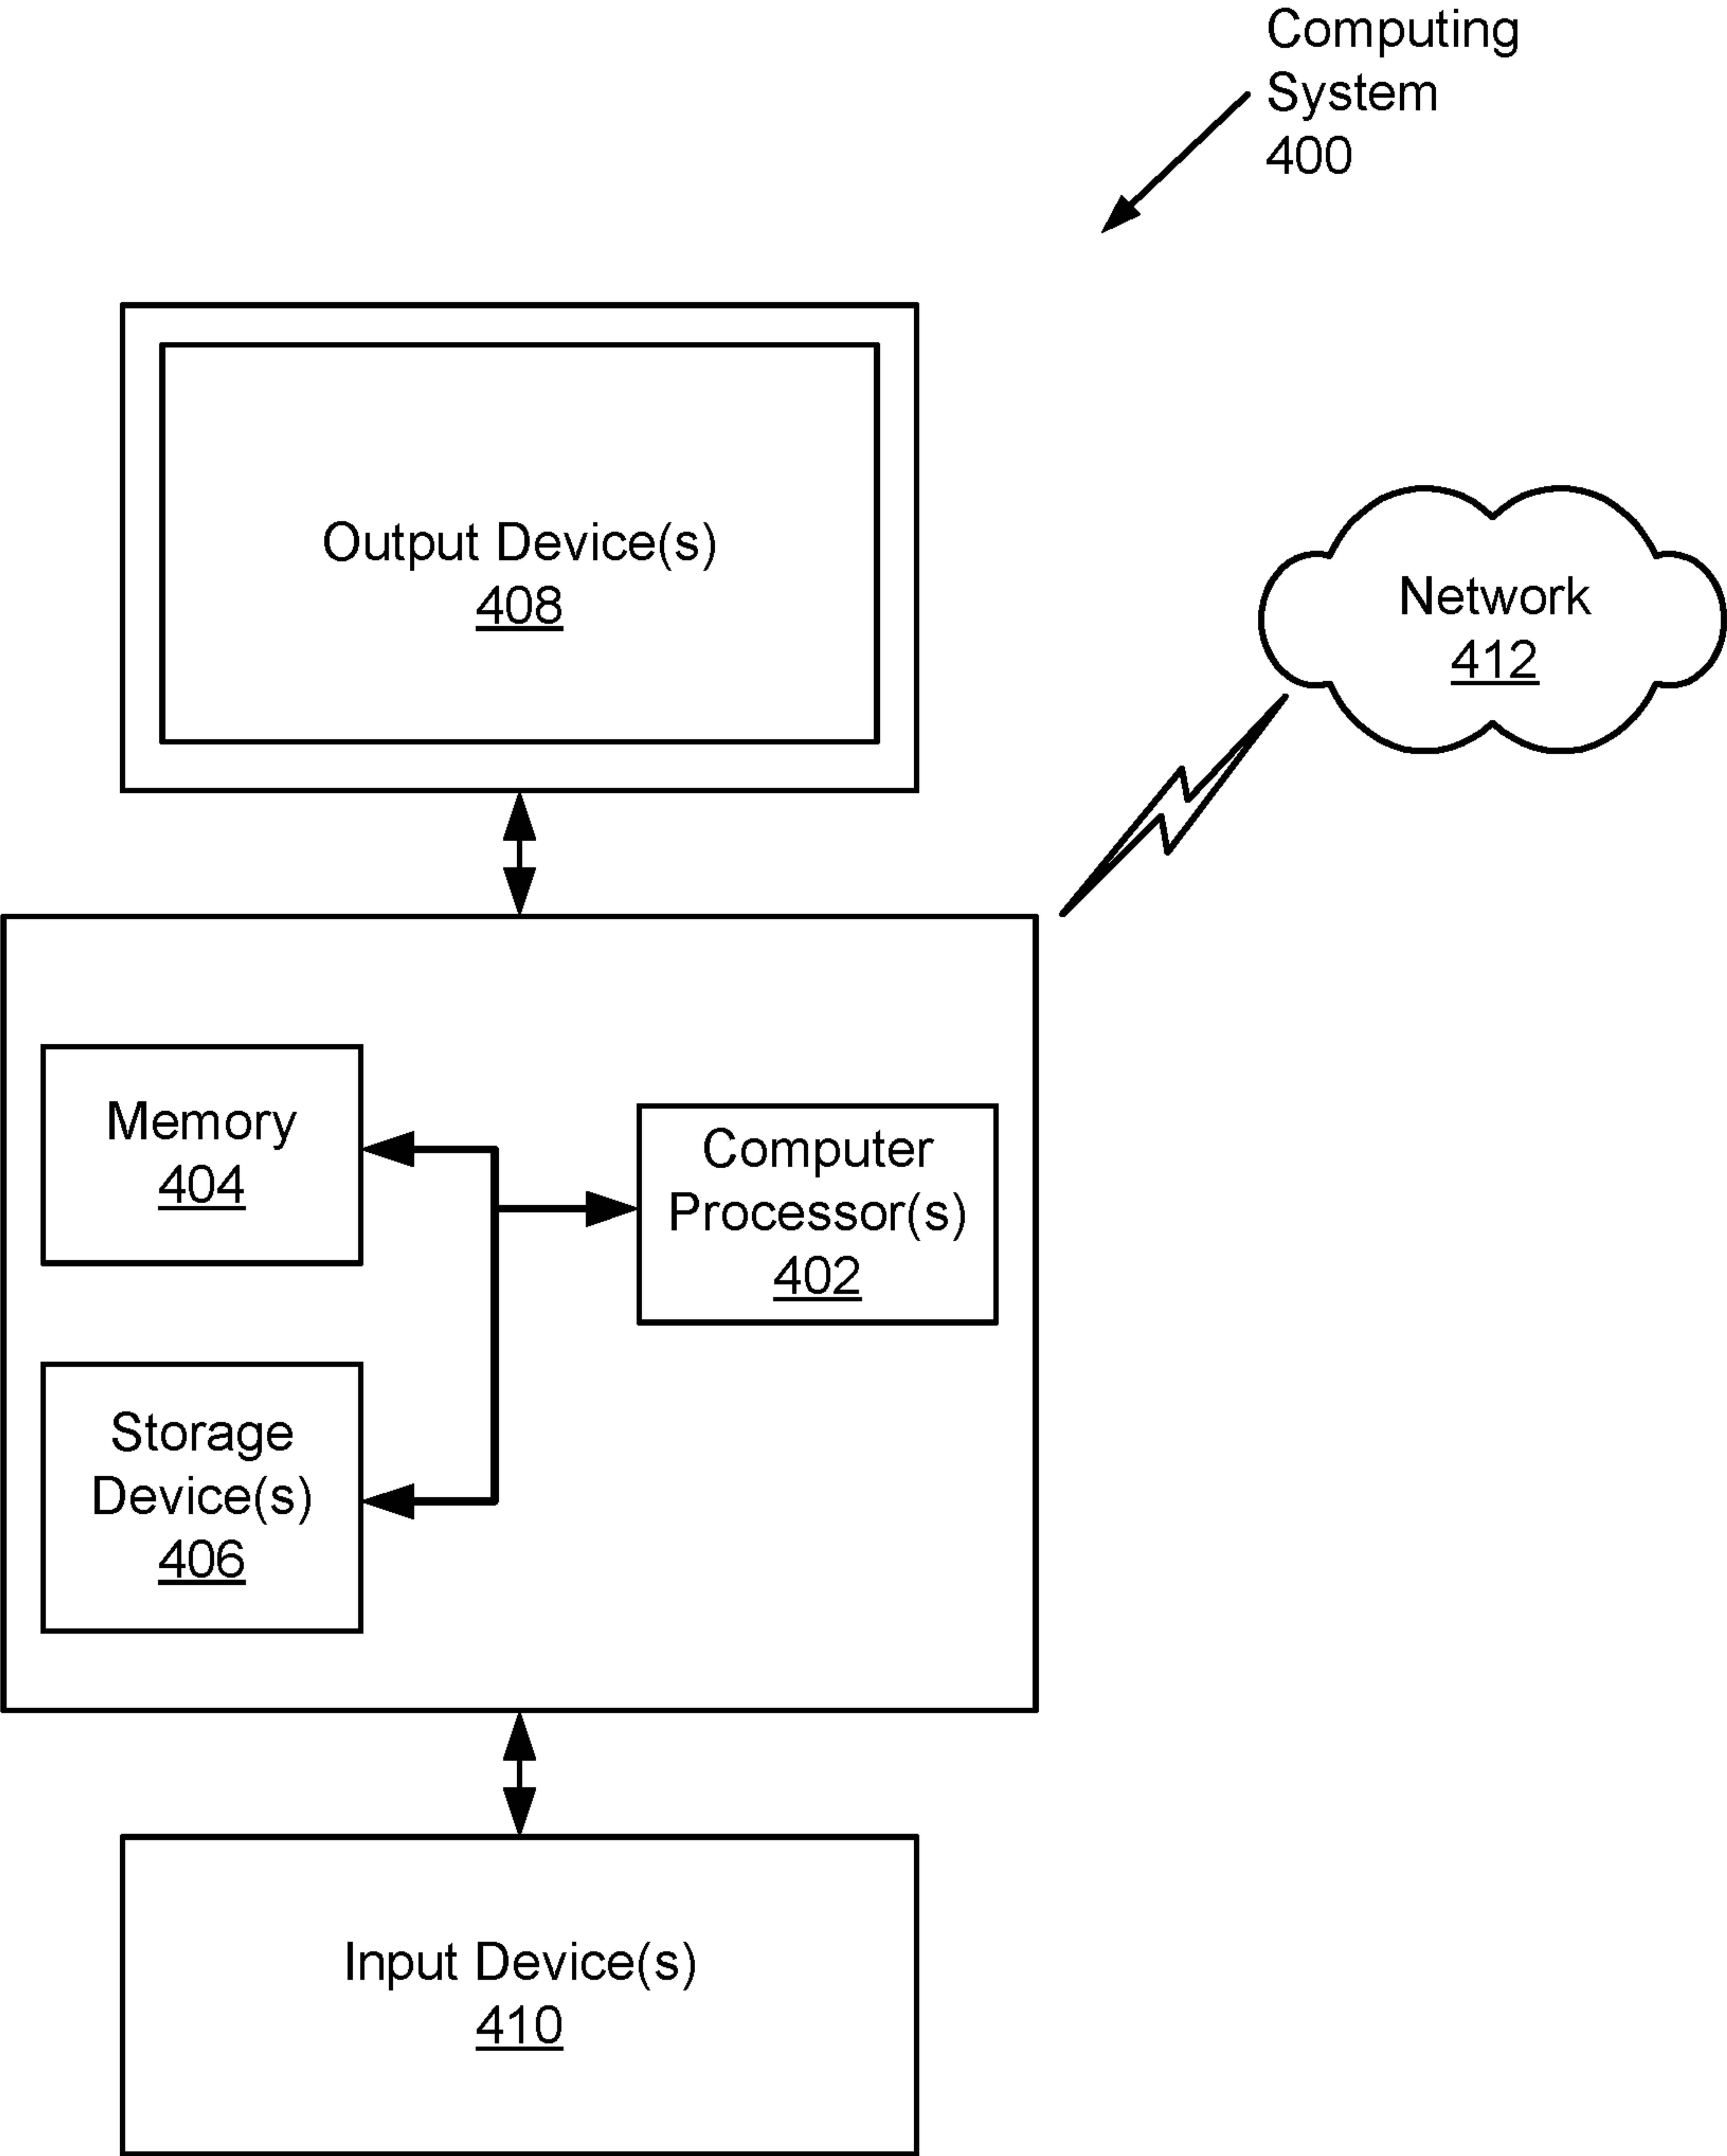 Computing
System
400
Output Device(s)
408
Network
412
Memory
404
Computer
Processor(s)
402
Storage
Device(s)
406
Input Device(s)
410